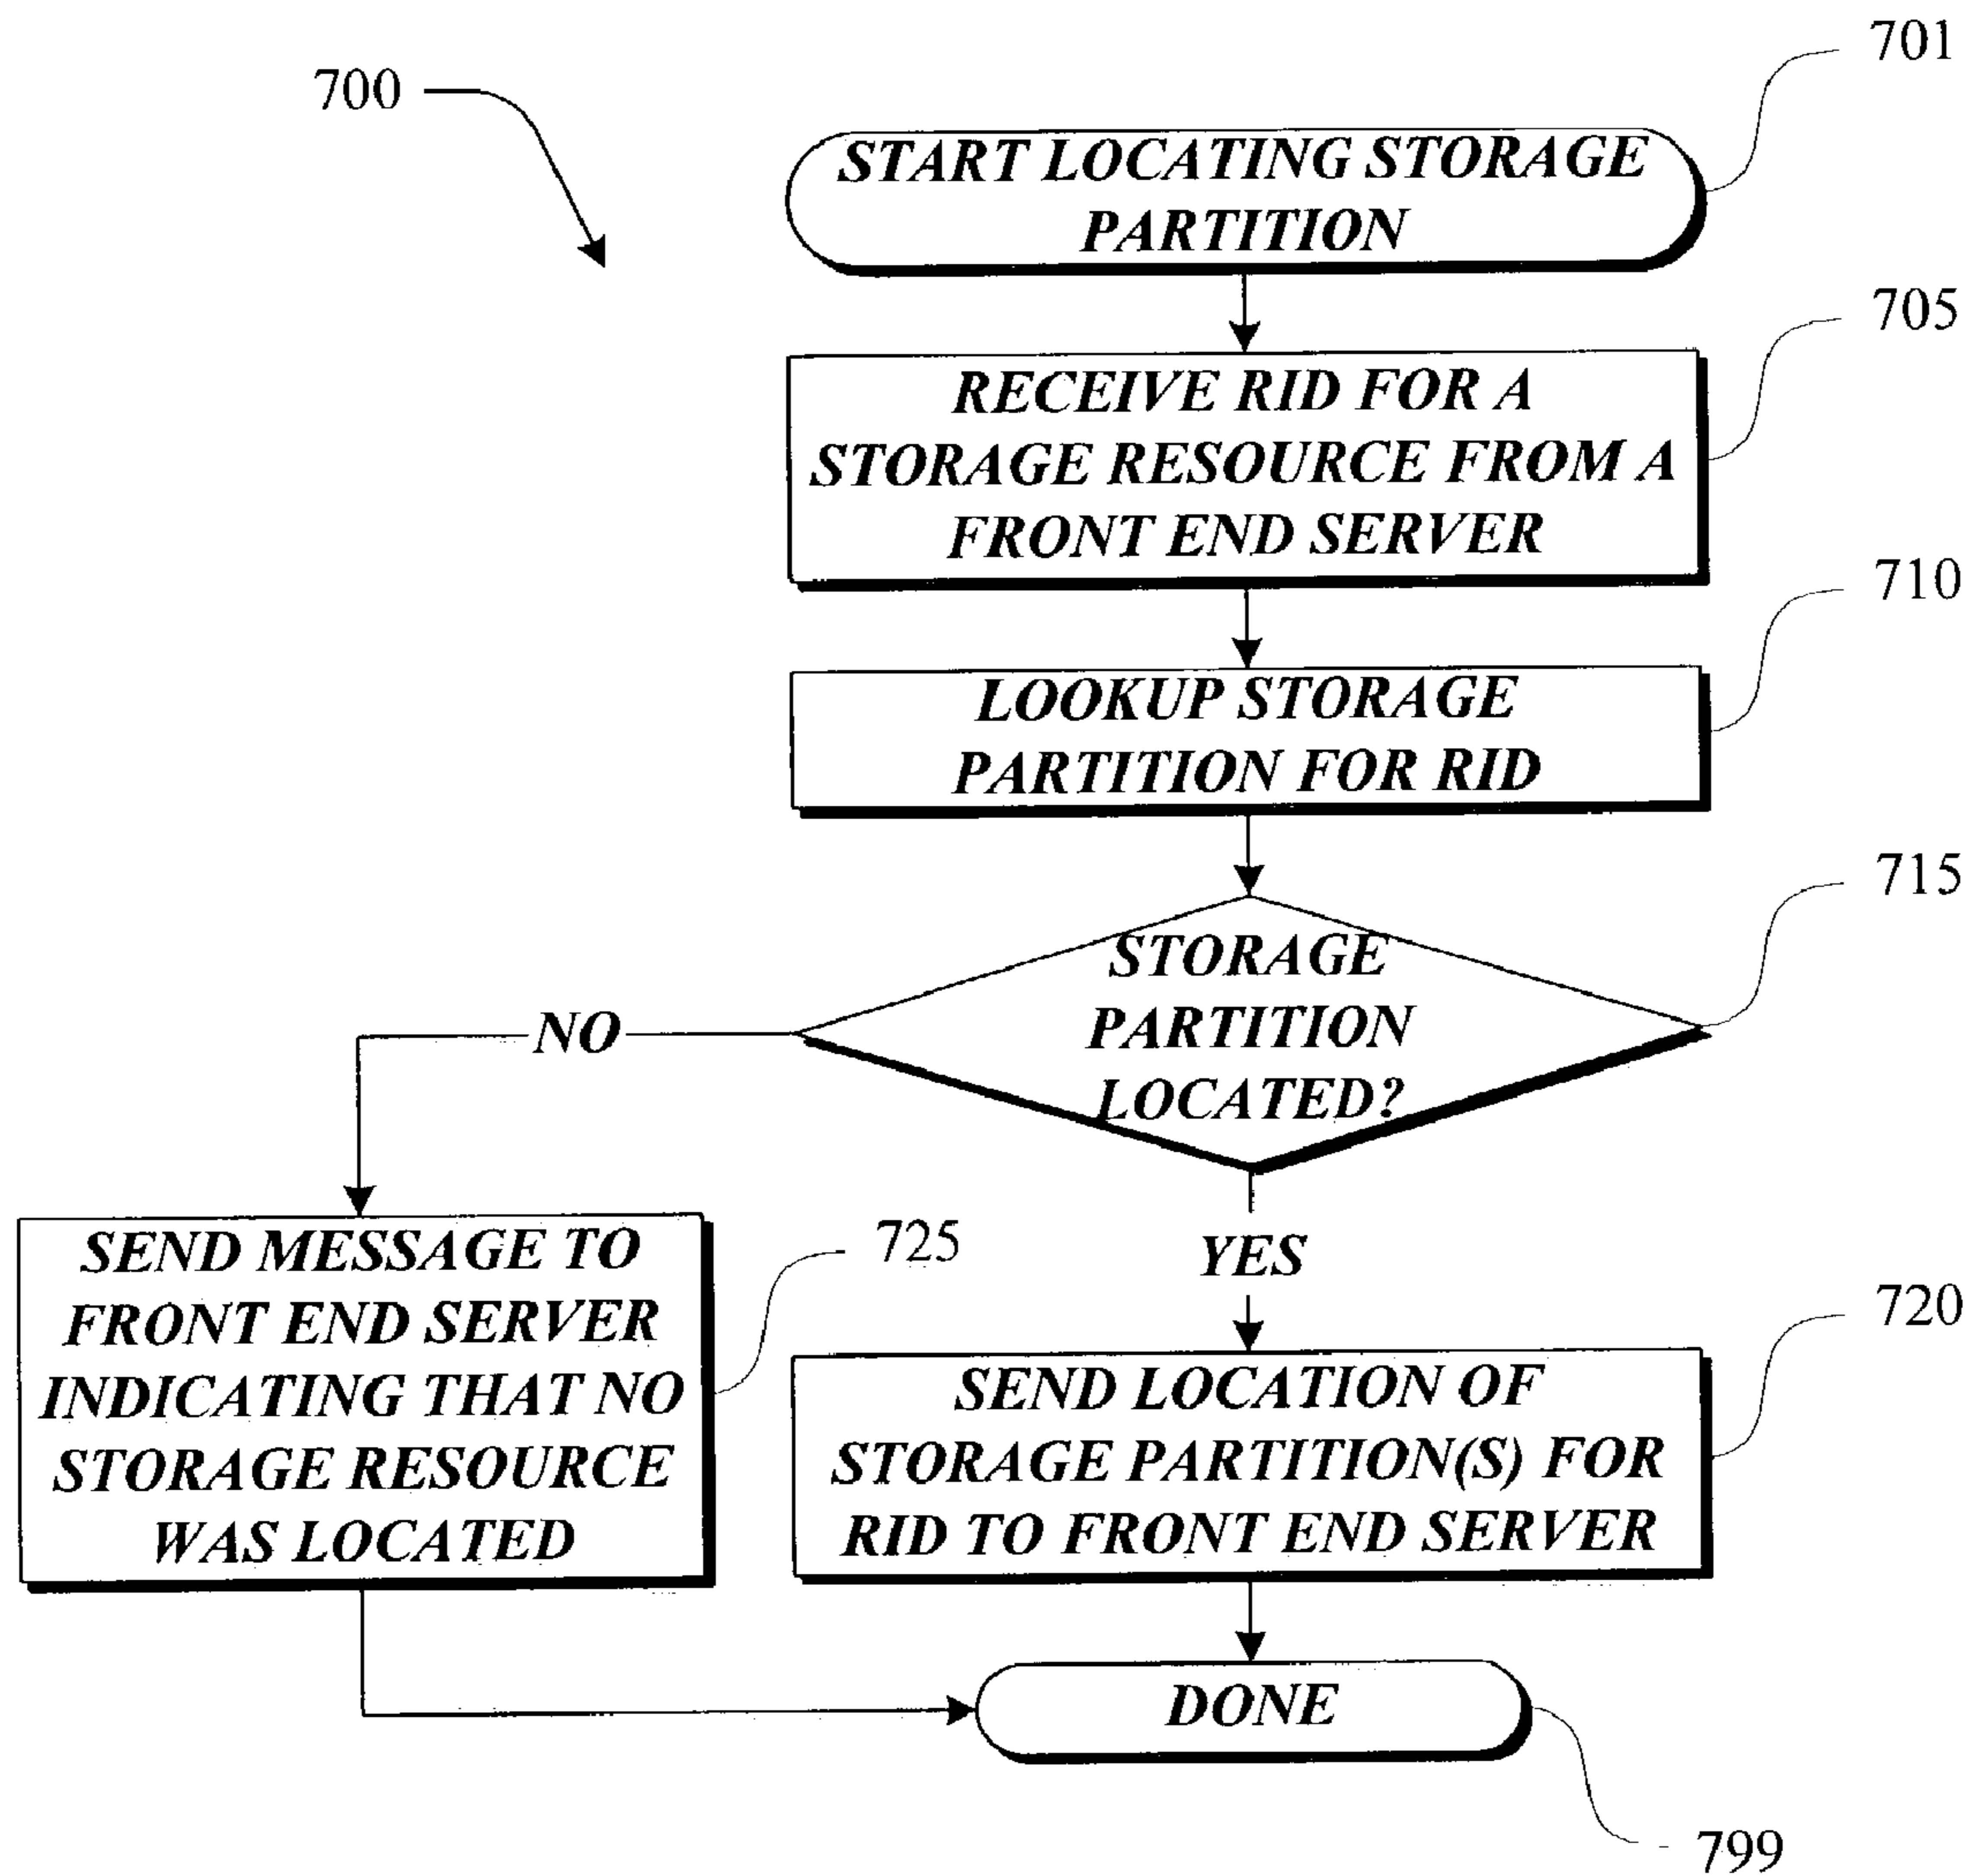 700
701
START LOCATING STORAGE
PARTITION
705
RECEIVE RID FOR A
STORAGE RESOURCE FROM A
FRONT END SERVER
710
LOOKUP STORAGE
PARTITION FOR RID
715
STORAGE
PARTITION
LOCATED?
NO
YES
725
SEND MESSAGE TO
FRONT END SERVER
INDICATING THAT NO
STORAGE RESOURCE
WAS LOCATED
720
SEND LOCATION OF
STORAGE PARTITION(S) FOR
RID TO FRONT END SERVER
DONE
799